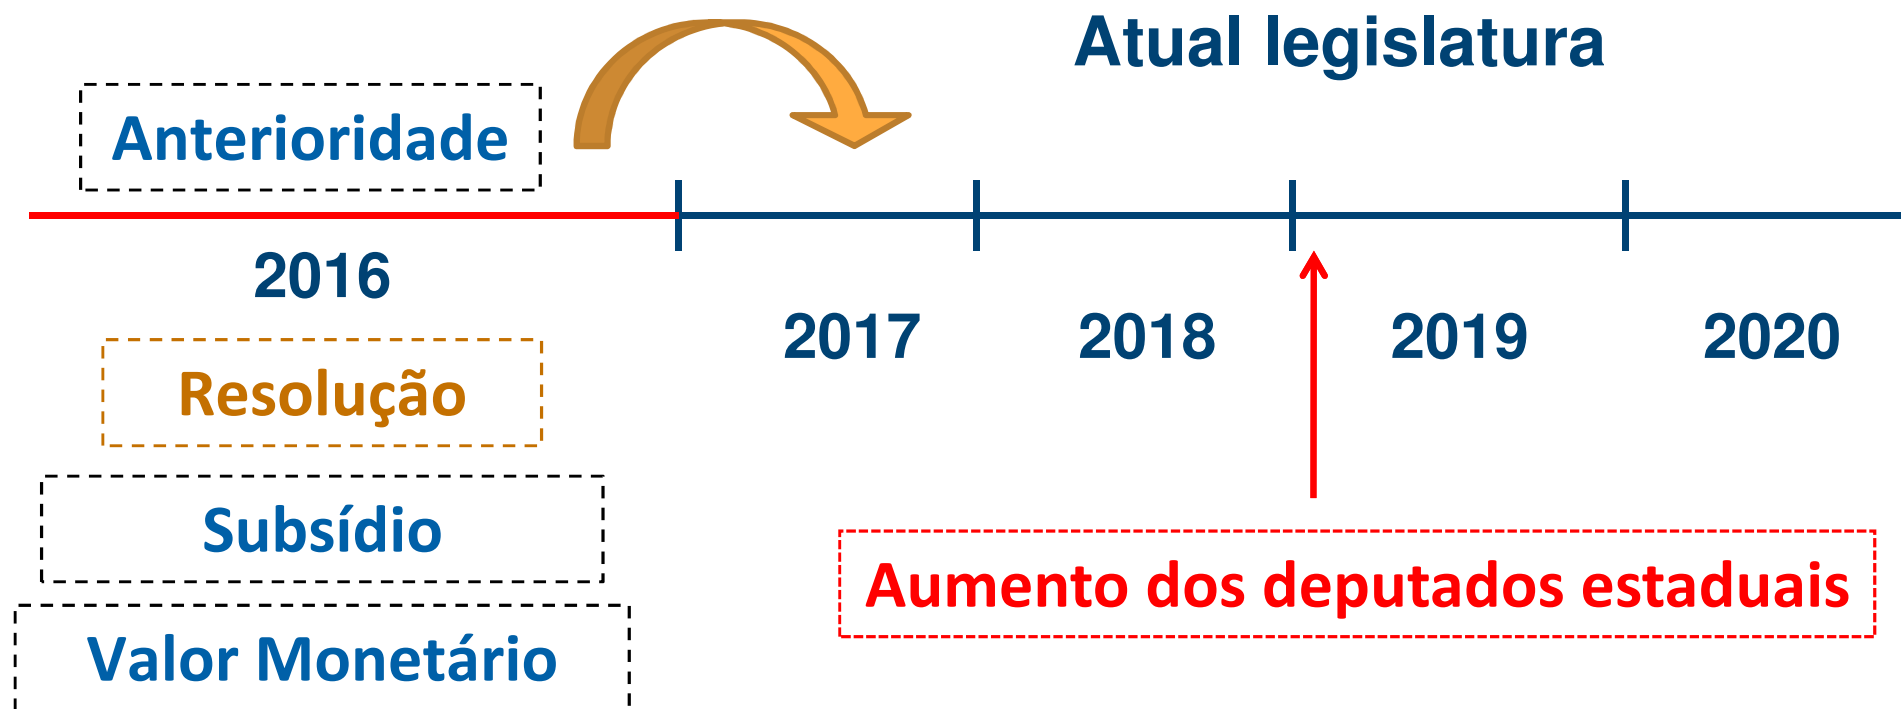 Atual legislatura
Anterioridade
2016
2017
2018
2019
2020
Resolução
Subsídio
Valor Monetário
Aumento dos deputados estaduais